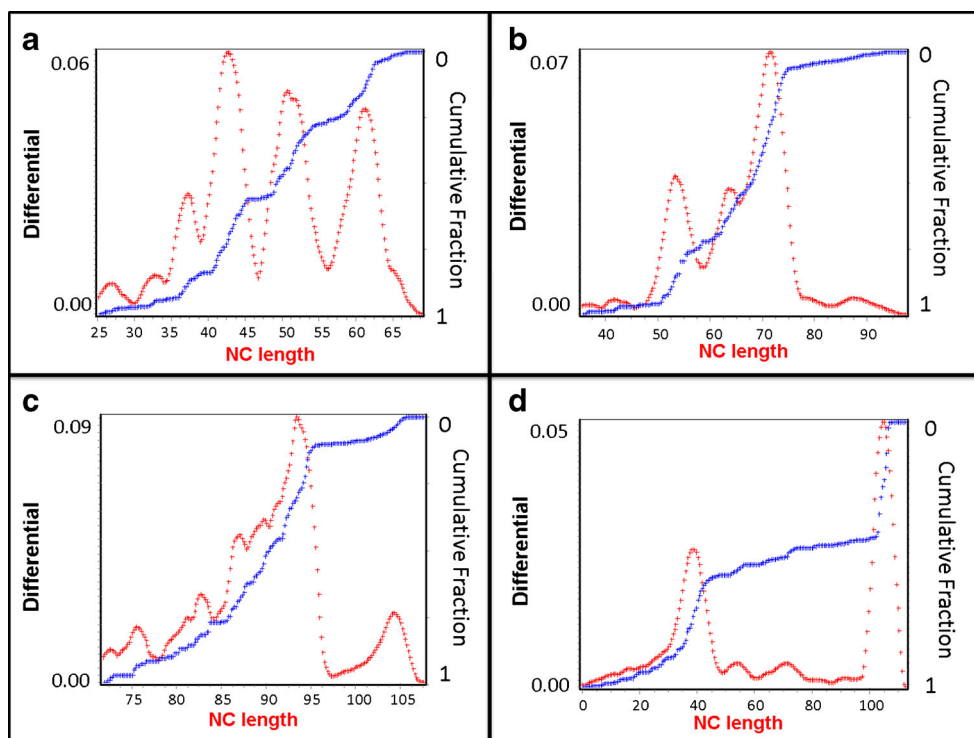 a
0.06
0
Differential
Cumulative Fraction
0.00
1
25 30 35 40 45 50 55 60 65
NC length
b
0.07
0
Differential
Cumulative Fraction
0.00
1
40 50 60 70 80 90
NC length
c
0.09
0
Differential
Cumulative Fraction
0.00
1
75 80 85 90 95 100 105
NC length
d
0.05
0
Differential
Cumulative Fraction
0.00
1
0 20 40 60 80 100
NC length